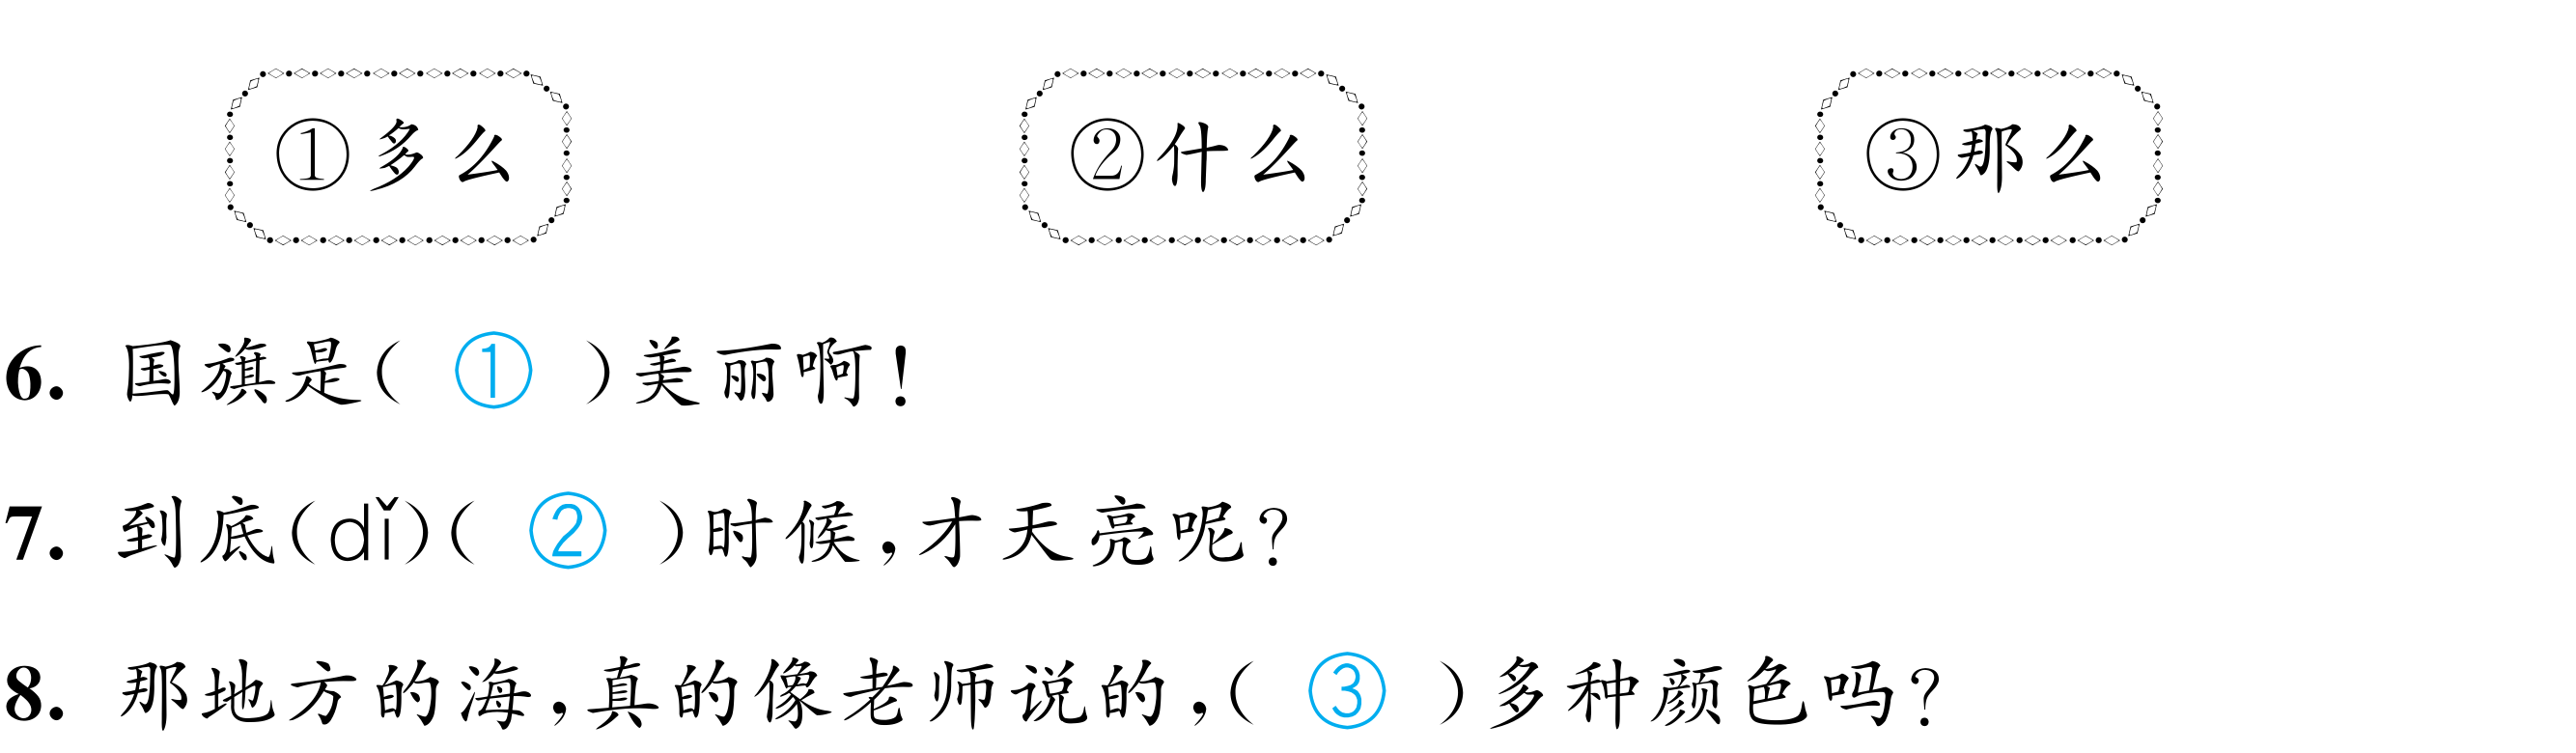 ①多么 ②什么 ③那么
6. 国旗是( ① )美丽啊!
7. 到底(dǐ)( ② )时候,才天亮呢?
8. 那地方的海,真的像老师说的,( ③ )多种颜色吗?